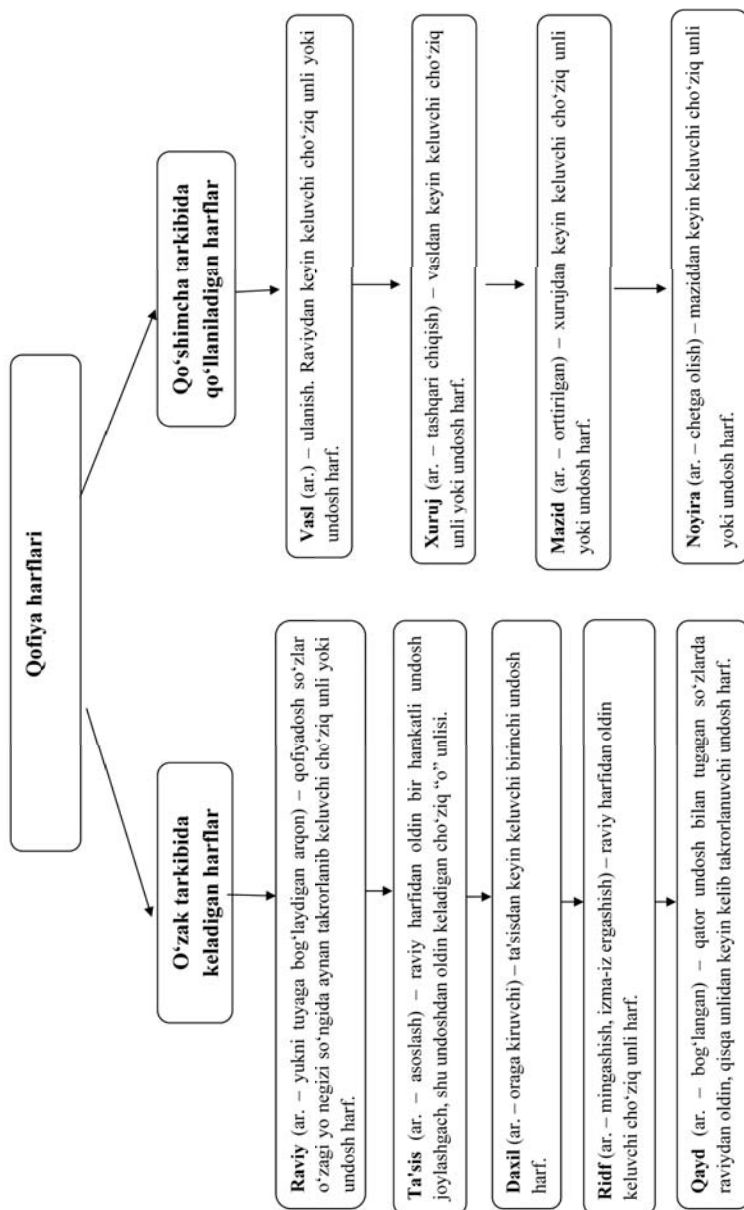 Qofiya harflari
O‘zak tarkibida
keladigan harflar
Raviy (ar. – yukni tuyaga bog‘laydigan arqon) – qofiyadosh so‘zlar
o‘zagi yo negizi so‘ngida aynan takrorlanib keluvchi cho‘ziq unli yoki
undosh harf.
Ta'sis (ar. – asoslash) – raviy harfidan oldin bir harakatli undosh
joylashgach, shu undoshdan oldin keladigan cho‘ziq “o” unlisi.
Daxil (ar. – oraga kiruvchi) – ta'sisdan keyin keluvchi birinchi undosh
harf.
Ridf (ar. – mingashish, izma-iz ergashish) – raviy harfidan oldin
keluvchi cho‘ziq unli harf.
Qayd (ar. – bog‘langan) – qator undosh bilan tugagan so‘zlarda
raviydan oldin, qisqa unlidan keyin kelib takrorlanuvchi undosh harf.
Qo‘shimcha tarkibida
qo‘llaniladigan harflar
Vasl (ar.) – ulanish. Raviydan keyin keluvchi cho‘ziq unli yoki
undosh harf.
Xuruj (ar. – tashqari chiqish) – vasldan keyin keluvchi cho‘ziq
unli yoki undosh harf.
Mazid (ar. – orttirilgan) – xurujdan keyin keluvchi cho‘ziq unli
yoki undosh harf.
Noyira (ar. – chetga olish) – maziddan keyin keluvchi cho‘ziq unli
yoki undosh harf.